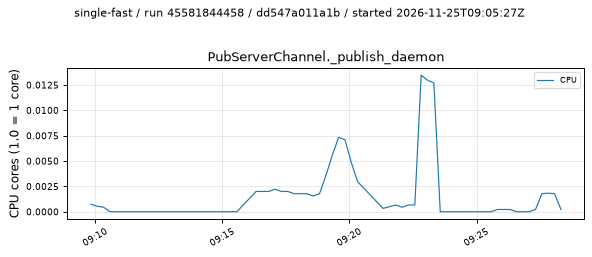 single-fast / run 45581844458 / dd547a011a1b / started 2026-11-25T09:05:27Z
PubServerChannel._publish_daemon
CPU cores (1.0 = 1 core)
0.0125
0.0100
0.0075
0.0050
0.0025
0.0000
CPU
09:10
09:15
09:20
09:25